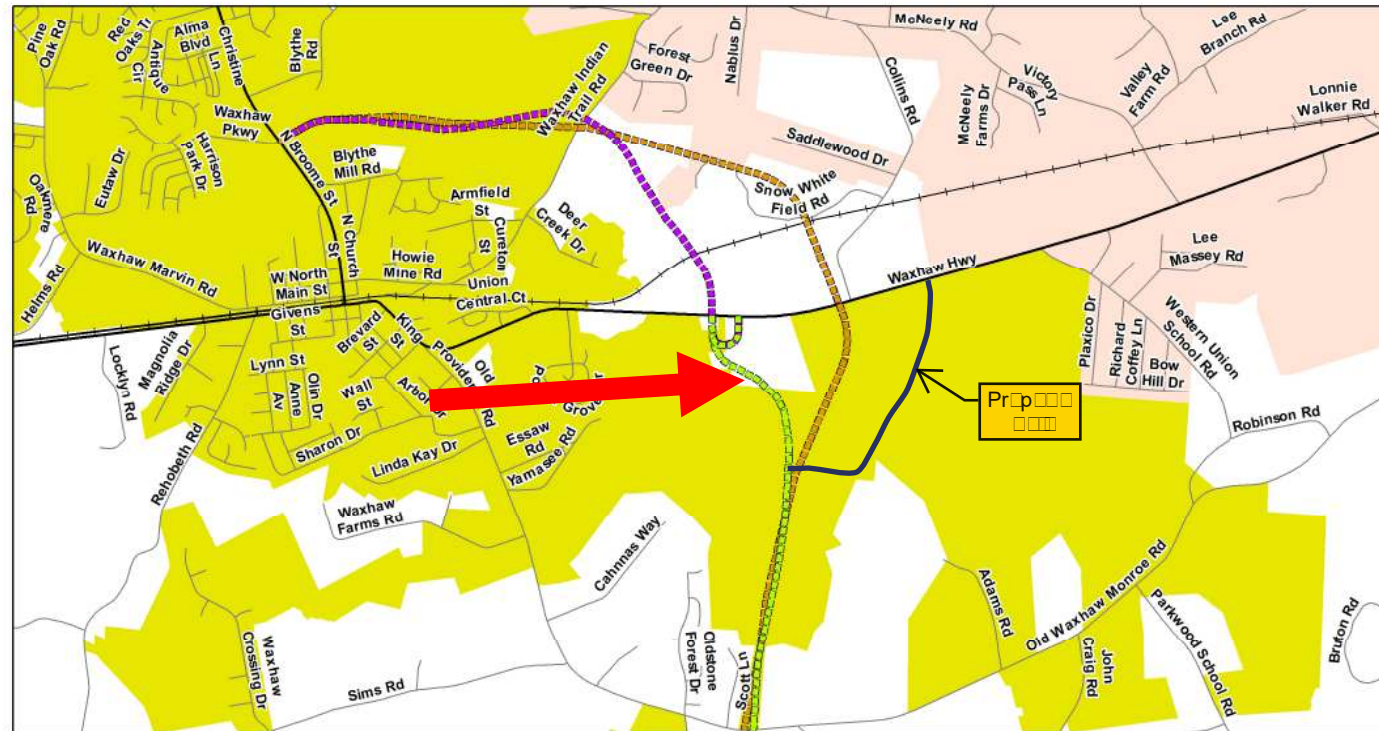 Pine
Oak Rd
Red
Oaks Tr
Antique
Cir
Alma
Blvd
Ln
Christine
Blythe
Rd
Waxhaw Indian
Trail Rd
Forest
Green Dr
Nablus Dr
McNeely Rd
Collins Rd
McNeely
Farms Dr
Victory
Pass Ln
Valley
Farm Rd
Lee
Branch Rd
Lonnie
Walker Rd
Waxhaw
Pkwy
N Broome St
Harrison
Park Dr
Eutaw Dr
Oakmere
Rd
Blythe
Mill Rd
Armfield
St
Cureton
St
Deer
Creek Dr
Saddlewood Dr
Snow White
Field Rd
Helms Rd
Waxhaw Marvin Rd
N Church
St
Howie
Mine Rd
W North
Main St
Givens
St
Union
Central Ct
Waxhaw Hwy
Lee
Massey Rd
Western Union
School Rd
Plaxico Dr
Richard
Coffey Ln
Bow
Hill Dr
Locklyn Rd
Magnolia
Ridge Dr
Brevard
St
King
St
Providence Rd
Old
Lynn St
Anne
Av
Olin Dr
Wall
St
Arbor Dr
Sharon Dr
Linda Kay Dr
Essaw
Rd
Yamasee Rd
Robinson Rd
Rehobeth Rd
Waxhaw
Farms Rd
Cahnnas Way
Waxhaw
Crossing Dr
Sims Rd
Oldstone
Forest Dr
Scott Ln
Adams Rd
Old Waxhaw Monroe Rd
John
Craig Rd
Parkwood School Rd
Bruton Rd